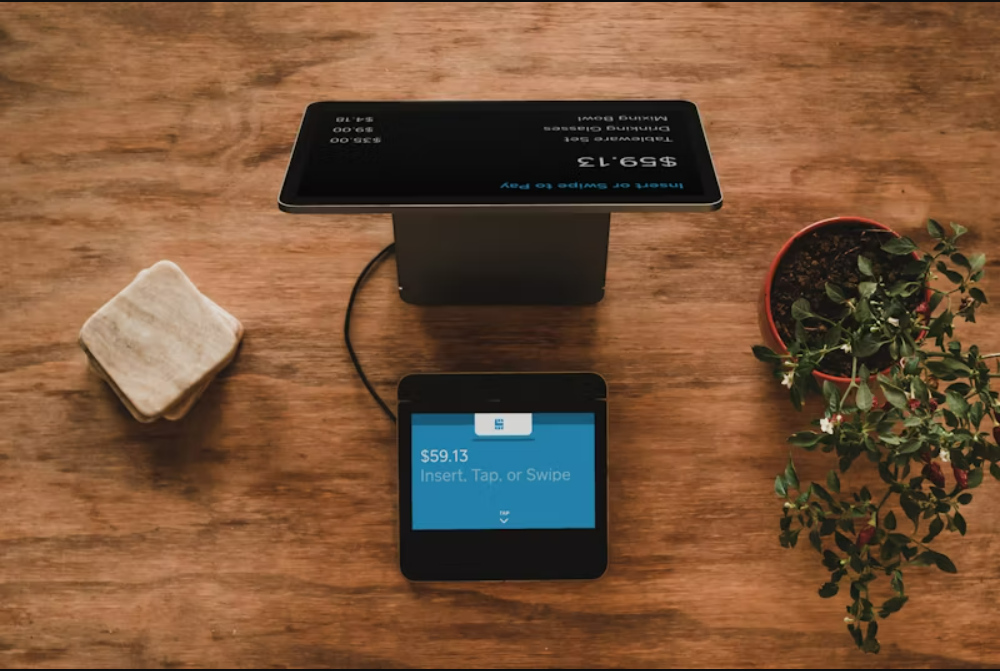 Insert or Swipe to Pay
$59.13
Tableware Set $35.00
Drinking Glasses $9.00
Mixing Bowl $4.18
$59.13
Insert, Tap, or Swipe
TAP